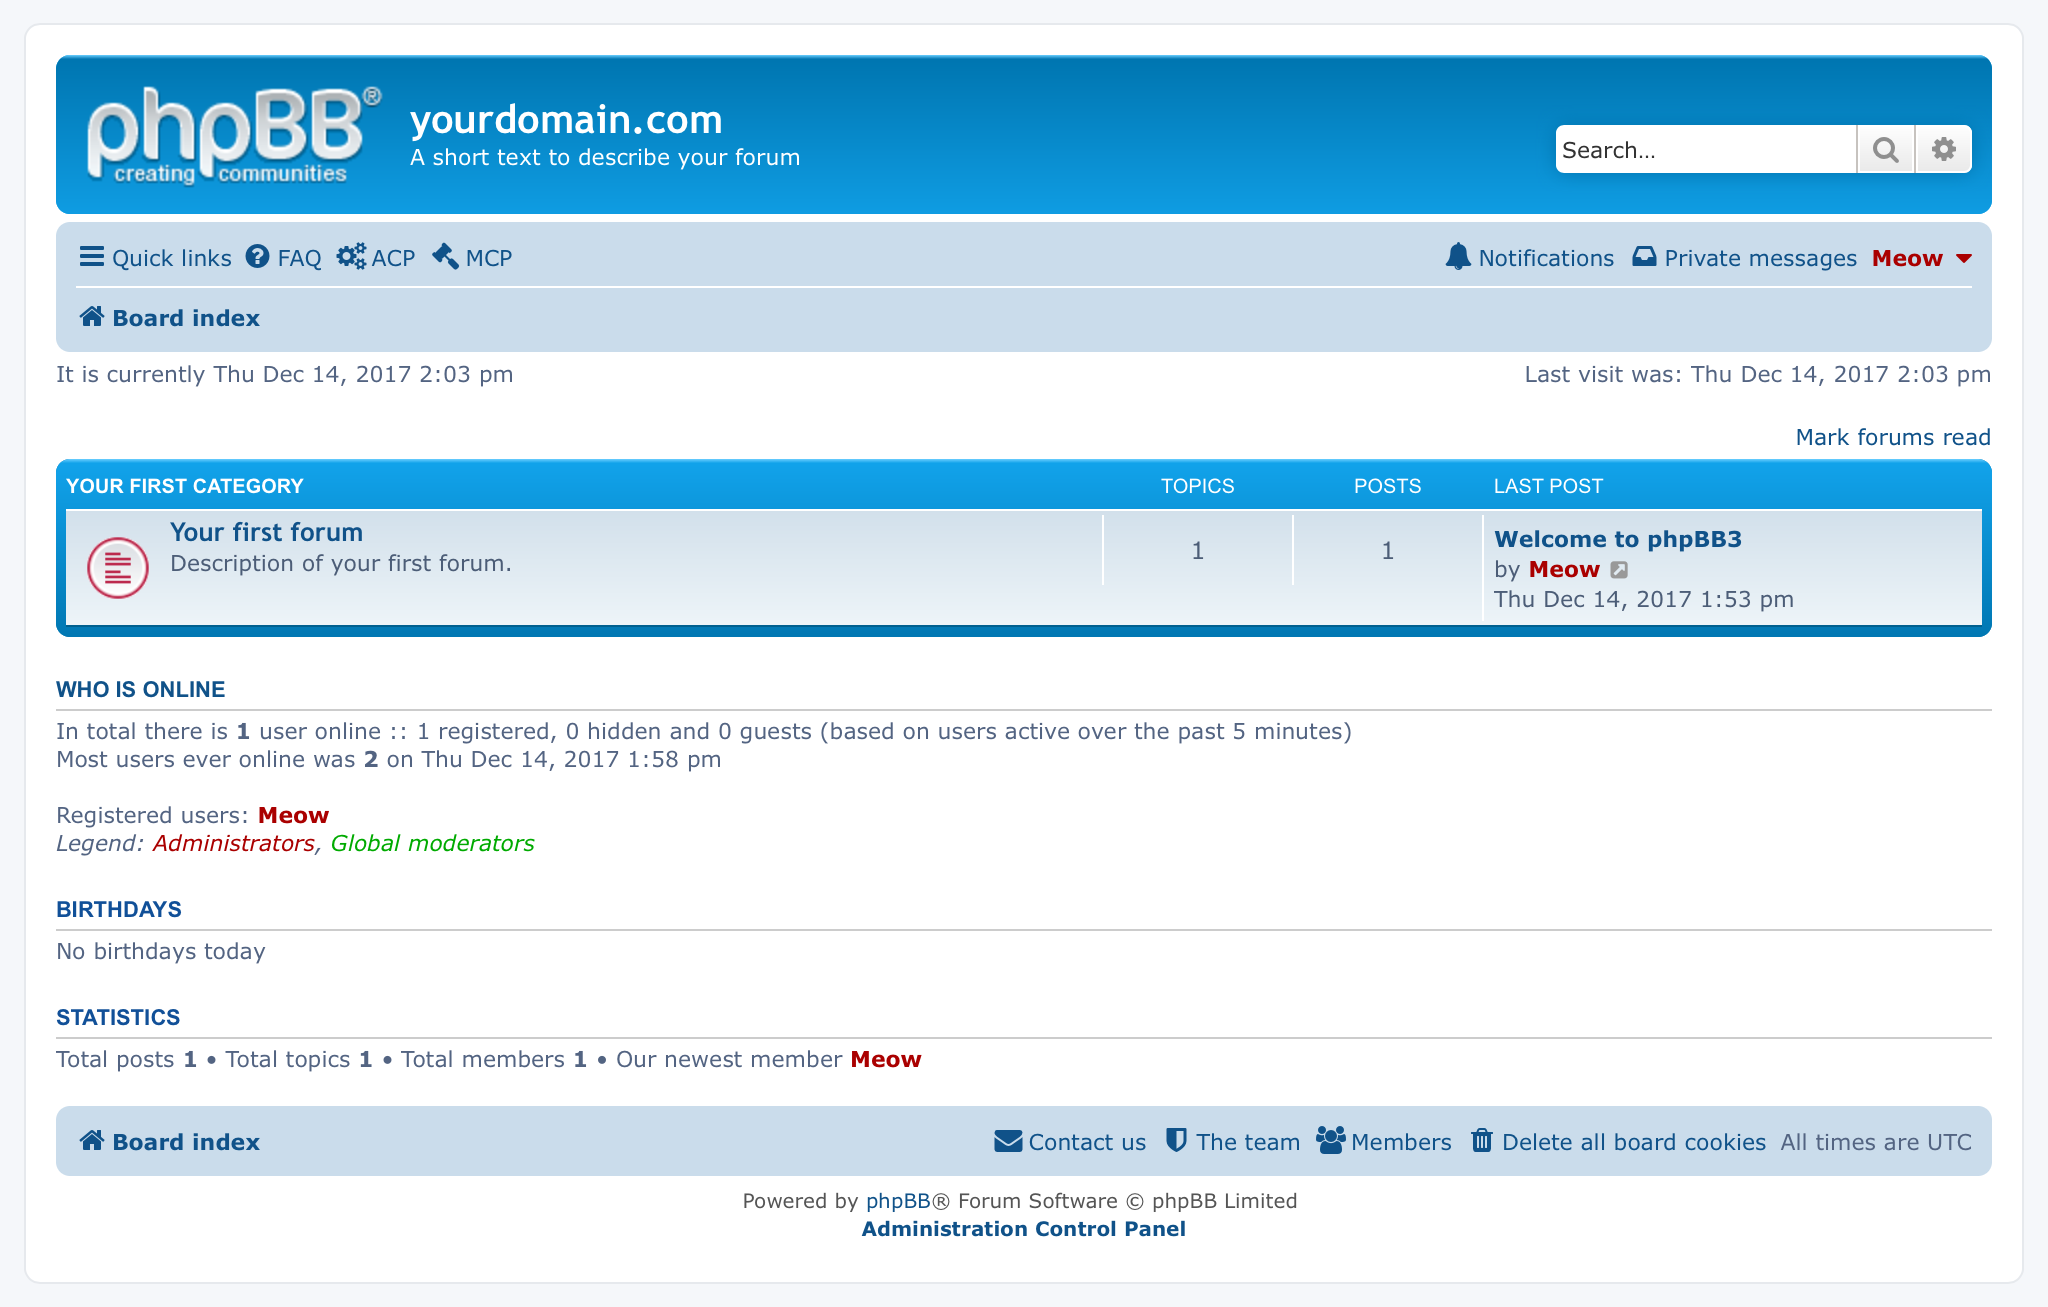 phpBB®
creating communities
yourdomain.com
A short text to describe your forum
Search…
Quick links FAQ ACP MCP
Notifications Private messages Meow
Board index
It is currently Thu Dec 14, 2017 2:03 pm
Last visit was: Thu Dec 14, 2017 2:03 pm
Mark forums read
YOUR FIRST CATEGORY TOPICS POSTS LAST POST
Your first forum
Description of your first forum.
1
1
Welcome to phpBB3
by Meow
Thu Dec 14, 2017 1:53 pm
WHO IS ONLINE
In total there is 1 user online :: 1 registered, 0 hidden and 0 guests (based on users active over the past 5 minutes)
Most users ever online was 2 on Thu Dec 14, 2017 1:58 pm
Registered users: Meow
Legend: Administrators, Global moderators
BIRTHDAYS
No birthdays today
STATISTICS
Total posts 1 • Total topics 1 • Total members 1 • Our newest member Meow
Board index
Contact us The team Members Delete all board cookies All times are UTC
Powered by phpBB® Forum Software © phpBB Limited
Administration Control Panel